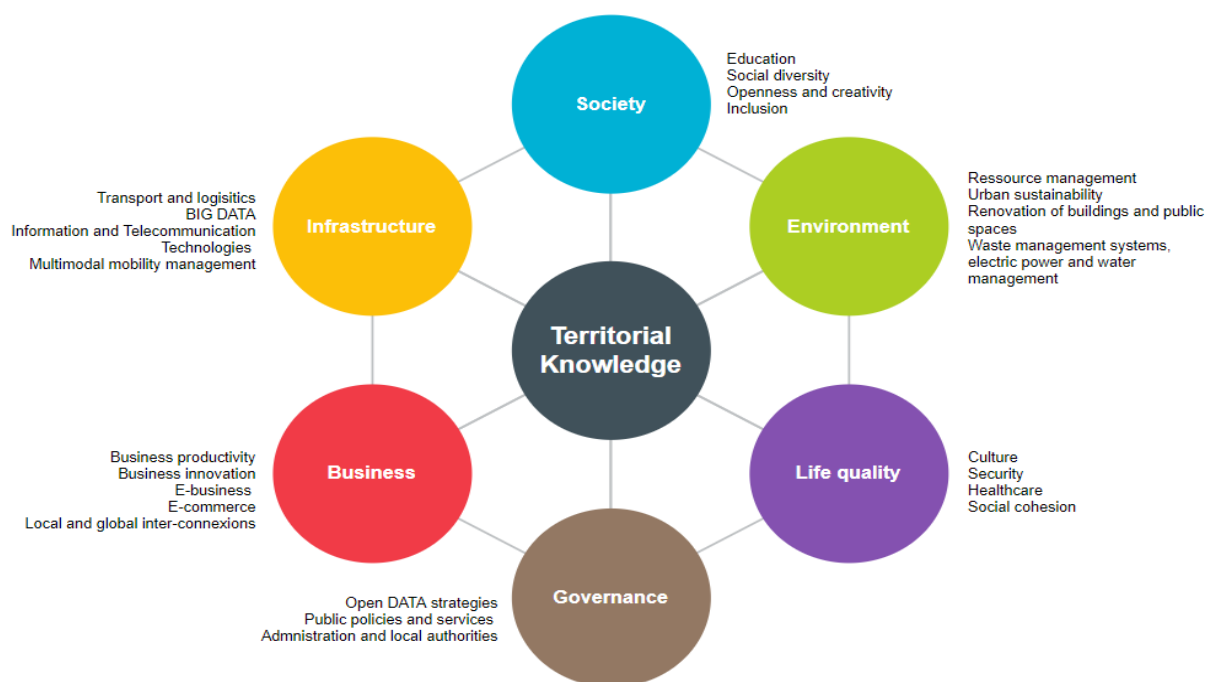 Society
Education
Social diversity
Openness and creativity
Inclusion
Infrastructure
Transport and logisitics
BIG DATA
Information and Telecommunication
Technologies
Multimodal mobility management
Environment
Ressource management
Urban sustainability
Renovation of buildings and public
spaces
Waste management systems,
electric power and water
management
Territorial
Knowledge
Business
Business productivity
Business innovation
E-business
E-commerce
Local and global inter-connexions
Life quality
Culture
Security
Healthcare
Social cohesion
Governance
Open DATA strategies
Public policies and services
Admnistration and local authorities